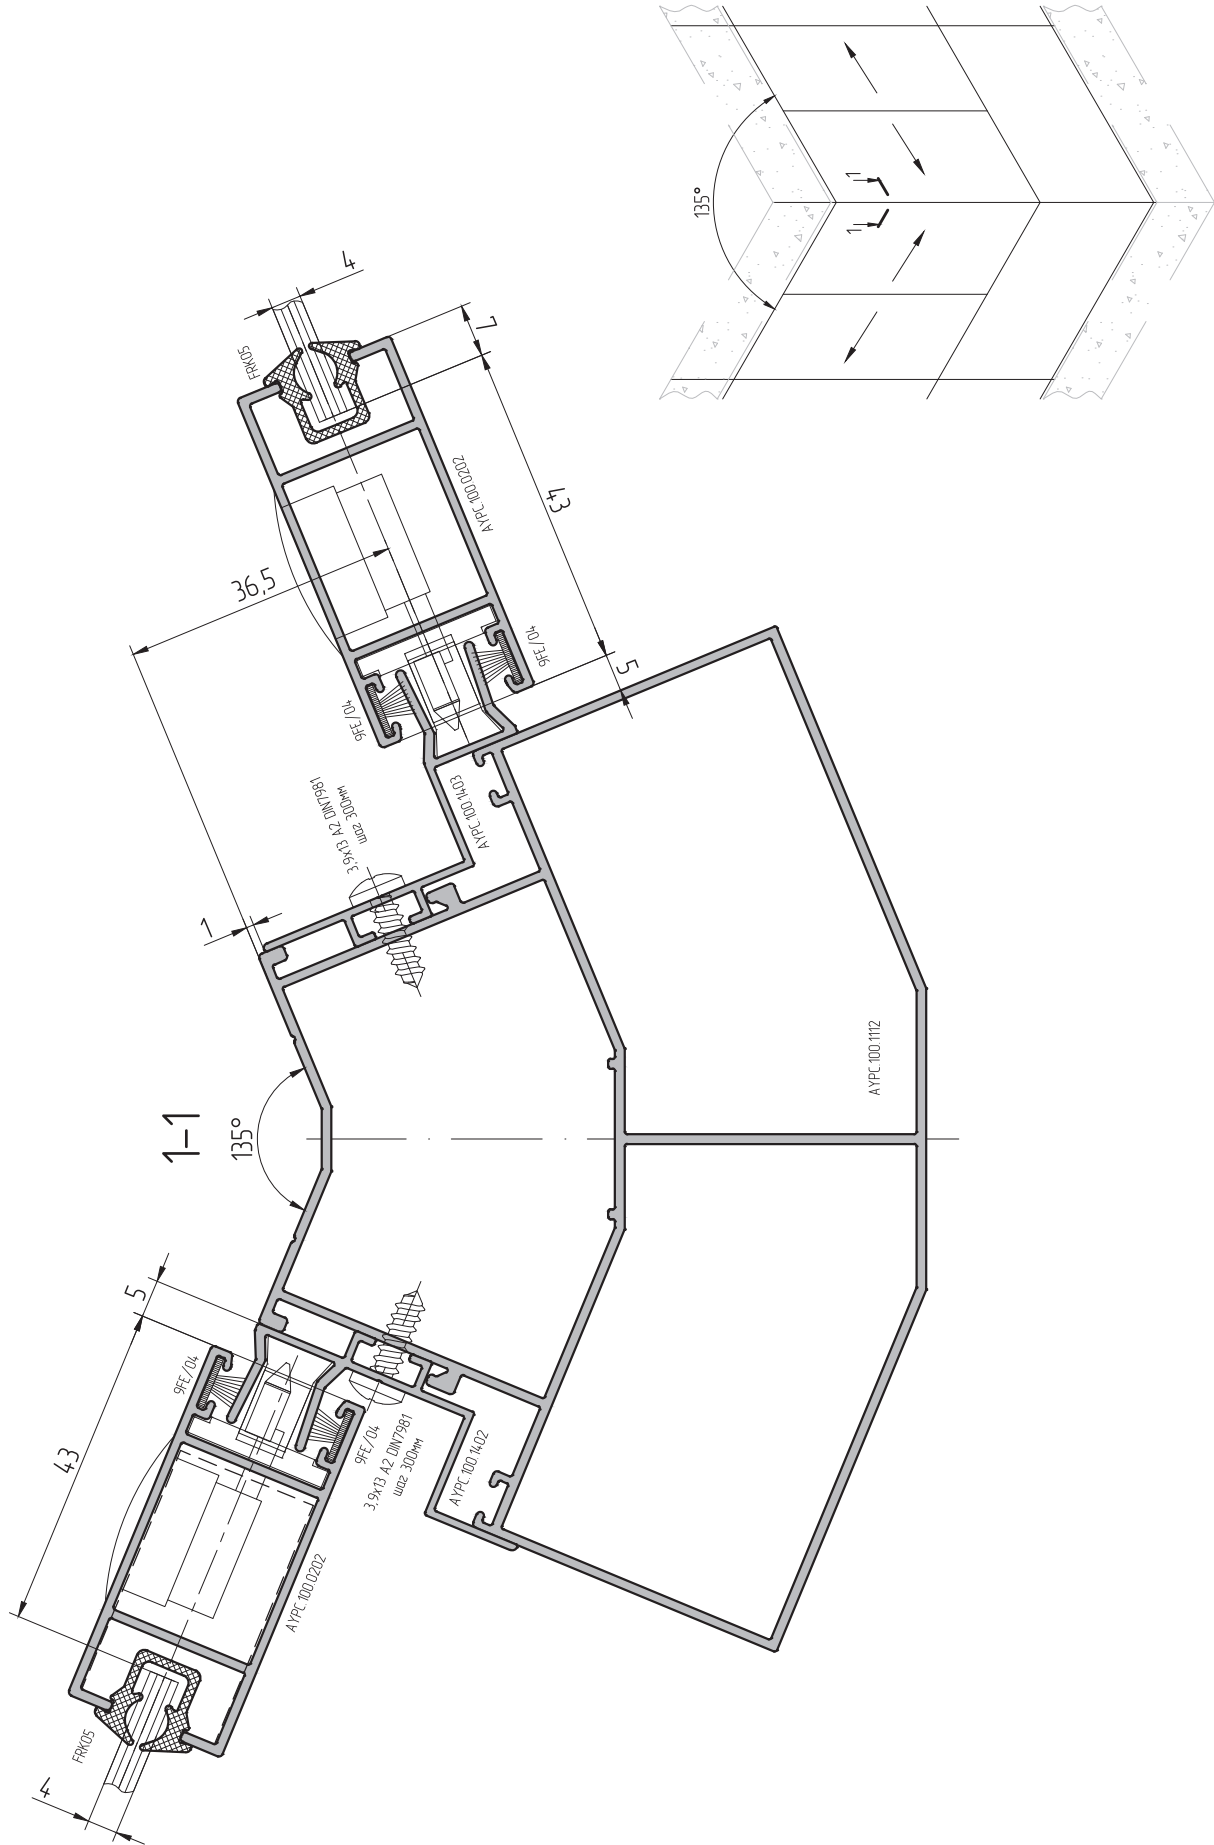 135°
1
1
1-1
135°
4
FRK05
7
43
AYPC.100.0202
36,5
9FE/04
9FE/04
5
AYPC.100.1403
3,9x13 A2 DIN7981
шаг 300мм
1
AYPC.100.1112
5
43
9FE/04
9FE/04
3,9x13 A2 DIN7981
шаг 300мм
AYPC.100.1402
AYPC.100.0202
FRK05
4